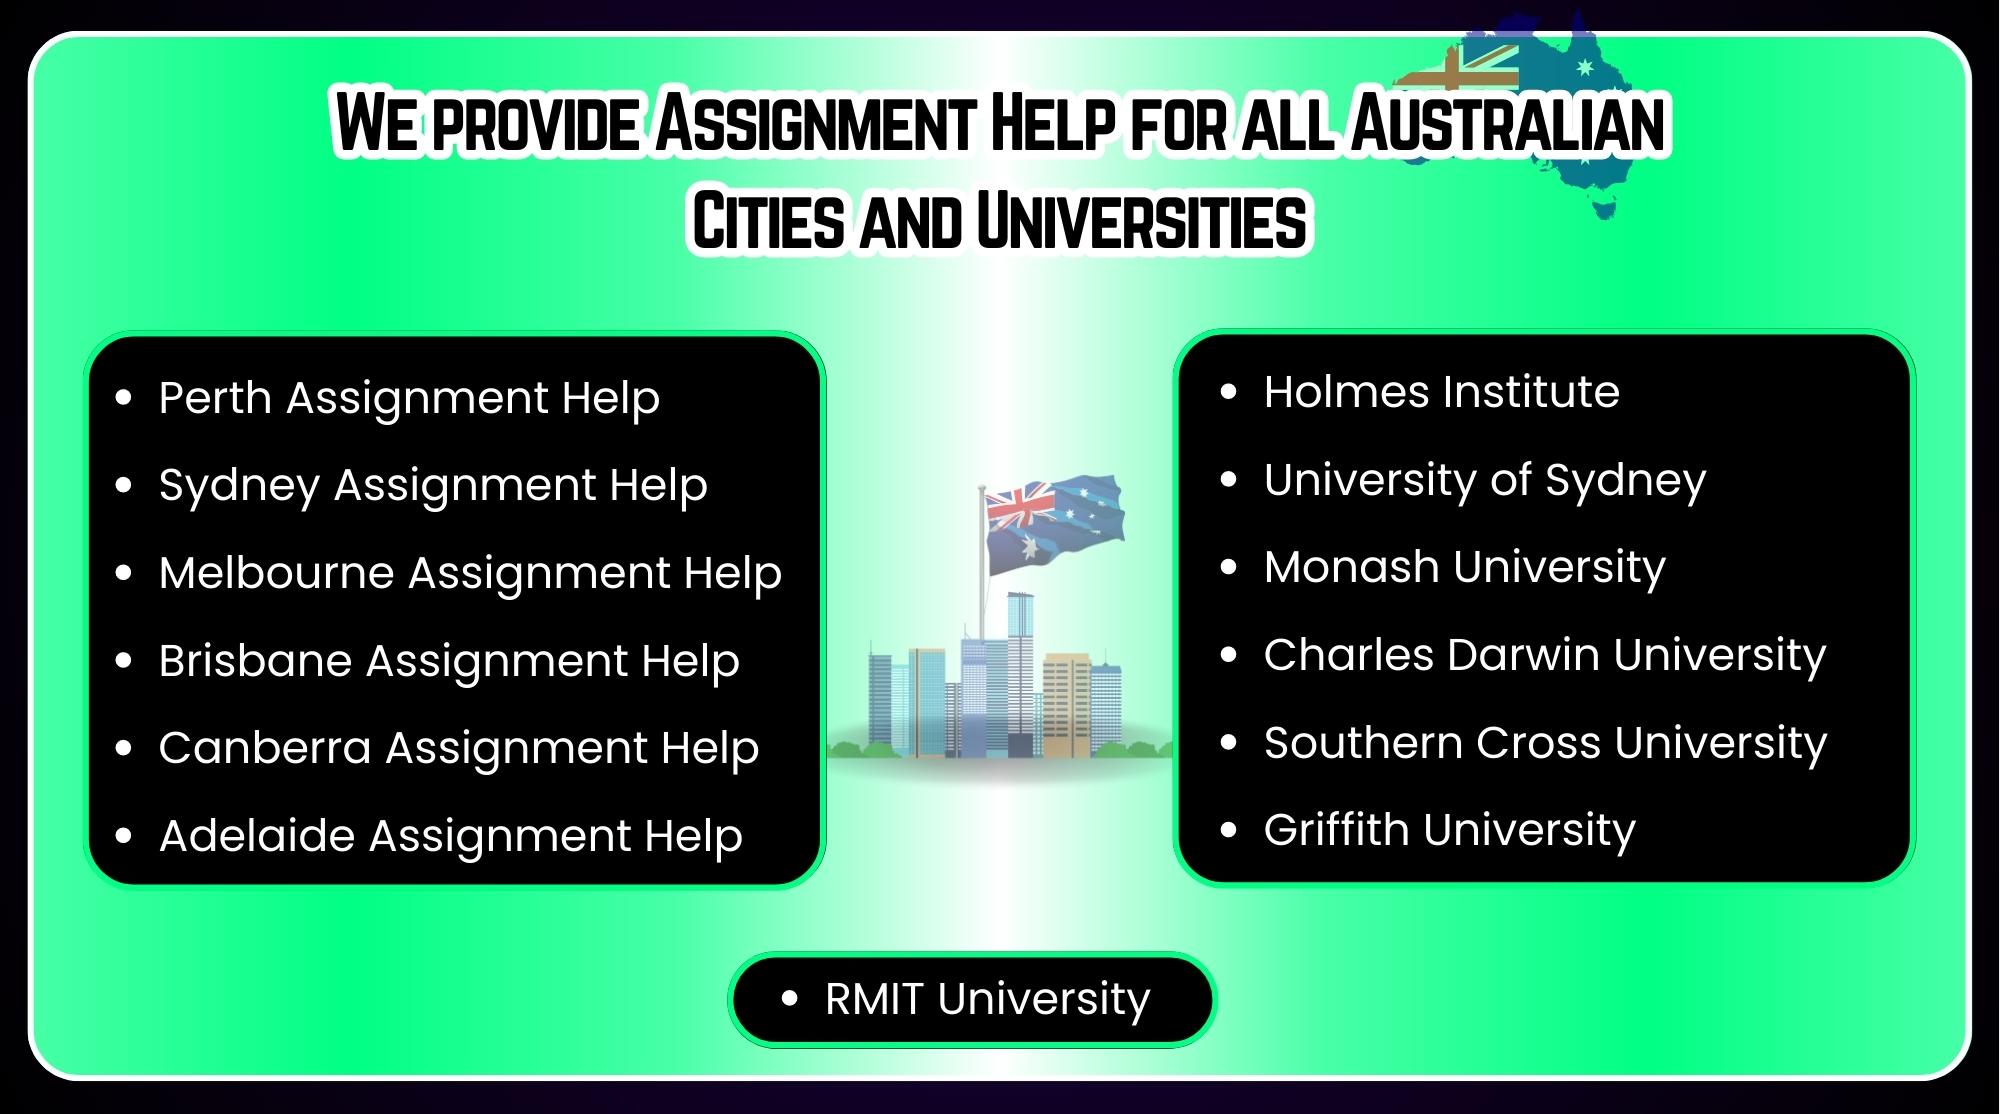 We provide Assignment Help for all Australian
Cities and Universities
• Perth Assignment Help
• Sydney Assignment Help
• Melbourne Assignment Help
• Brisbane Assignment Help
• Canberra Assignment Help
• Adelaide Assignment Help
• Holmes Institute
• University of Sydney
• Monash University
• Charles Darwin University
• Southern Cross University
• Griffith University
• RMIT University